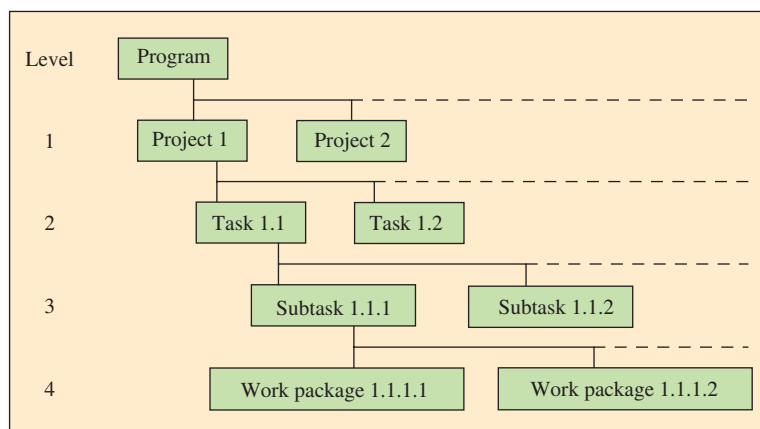 Level Program
1 Project 1 Project 2
2 Task 1.1 Task 1.2
3 Subtask 1.1.1 Subtask 1.1.2
4 Work package 1.1.1.1 Work package 1.1.1.2